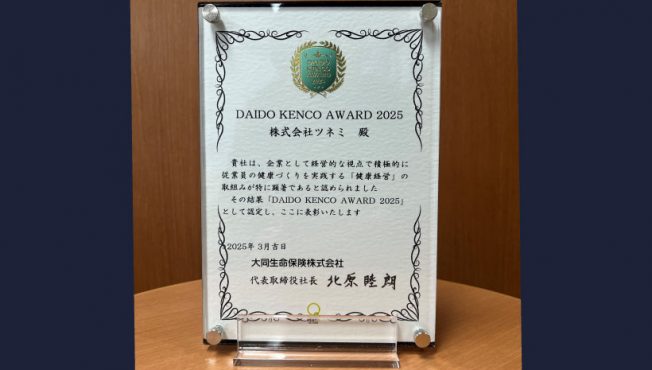 DAIDO
KENCO
AWARD
2025
DAIDO KENCO AWARD 2025
株式会社ツネミ 殿
貴社は、企業として経営的な視点で積極的に
従業員の健康づくりを実践する「健康経営」の
取組みが特に顕著であると認められました
その結果「DAIDO KENCO AWARD 2025」
として認定し、ここに表彰いたします
2025年 3月吉日
大同生命保険株式会社
代表取締役社長 北原睦朗